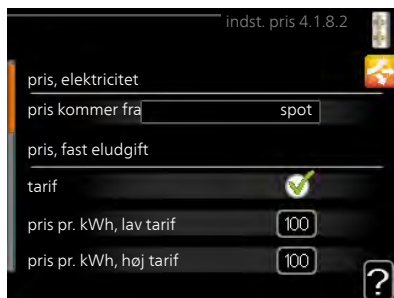 indst. pris 4.1.8.2
pris, elektricitet
pris kommer fra spot
pris, fast eludgift
tarif
pris pr. kWh, lav tarif 100
pris pr. kWh, høj tarif 100
?